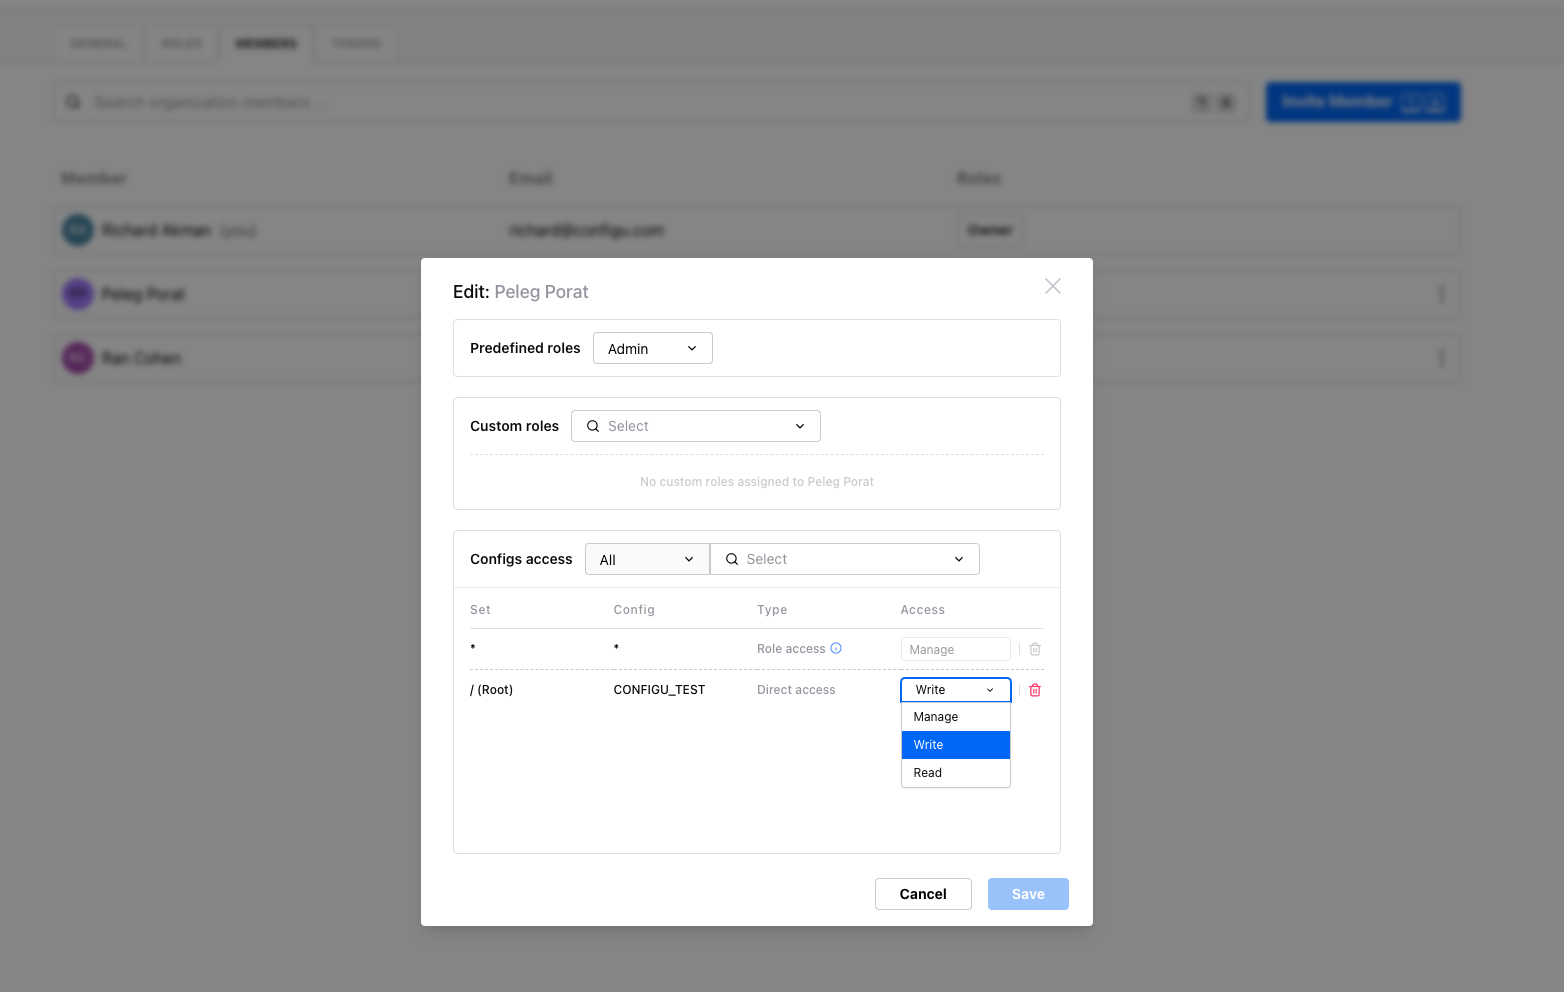 GENERAL
ROLES
MEMBERS
TOKENS
Search organization members ...
Invite Member
Member
Email
Roles
Richard Akman (you)
richard@configu.com
Owner
Peleg Porat
Ran Cohen
Edit: Peleg Porat
Predefined roles
Admin
Custom roles
Select
No custom roles assigned to Peleg Porat
Configs access
All
Select
Set
Config
Type
Access
*
*
Role access
Manage
/ (Root)
CONFIGU_TEST
Direct access
Write
Manage
Write
Read
Cancel
Save